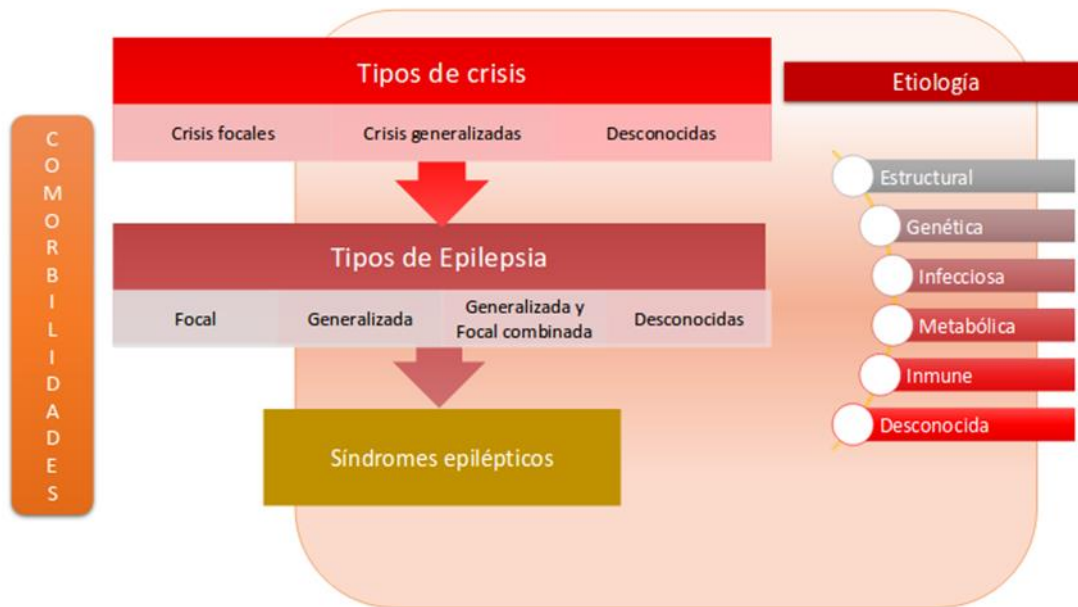 COMORBILIDADES
Tipos de crisis
Crisis focales
Crisis generalizadas
Desconocidas
Tipos de Epilepsia
Focal
Generalizada
Generalizada y
Focal combinada
Desconocidas
Síndromes epilépticos
Etiología
Estructural
Genética
Infecciosa
Metabólica
Inmune
Desconocida